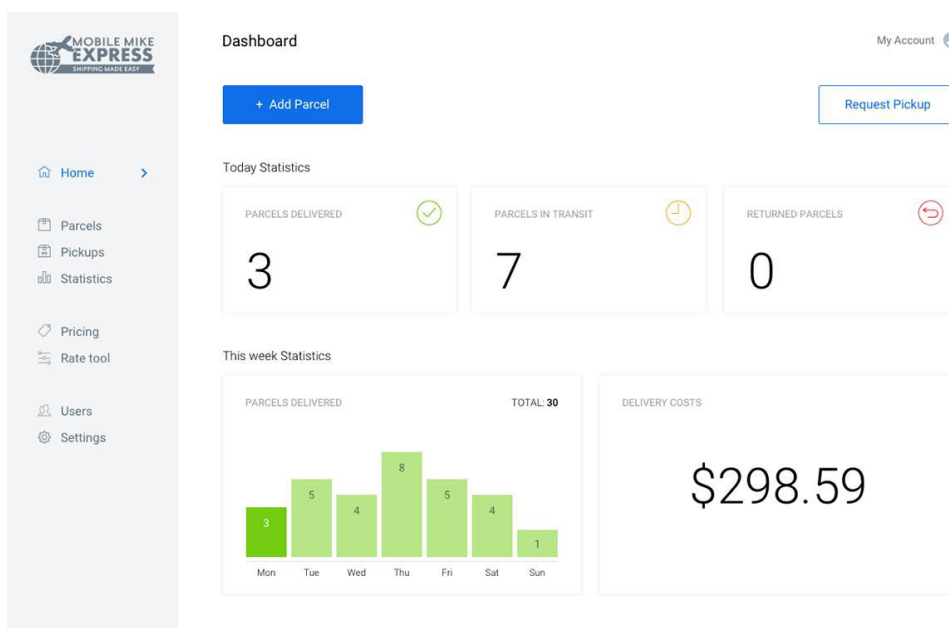 MOBILE MIKE
EXPRESS
SHIPPING MADE EASY
Dashboard
My Account
+ Add Parcel
Request Pickup
Home
Parcels
Pickups
Statistics
Pricing
Rate tool
Users
Settings
Today Statistics
PARCELS DELIVERED
3
PARCELS IN TRANSIT
7
RETURNED PARCELS
0
This week Statistics
PARCELS DELIVERED
TOTAL: 30
3 5 4 8 5 4 1
Mon Tue Wed Thu Fri Sat Sun
DELIVERY COSTS
$298.59